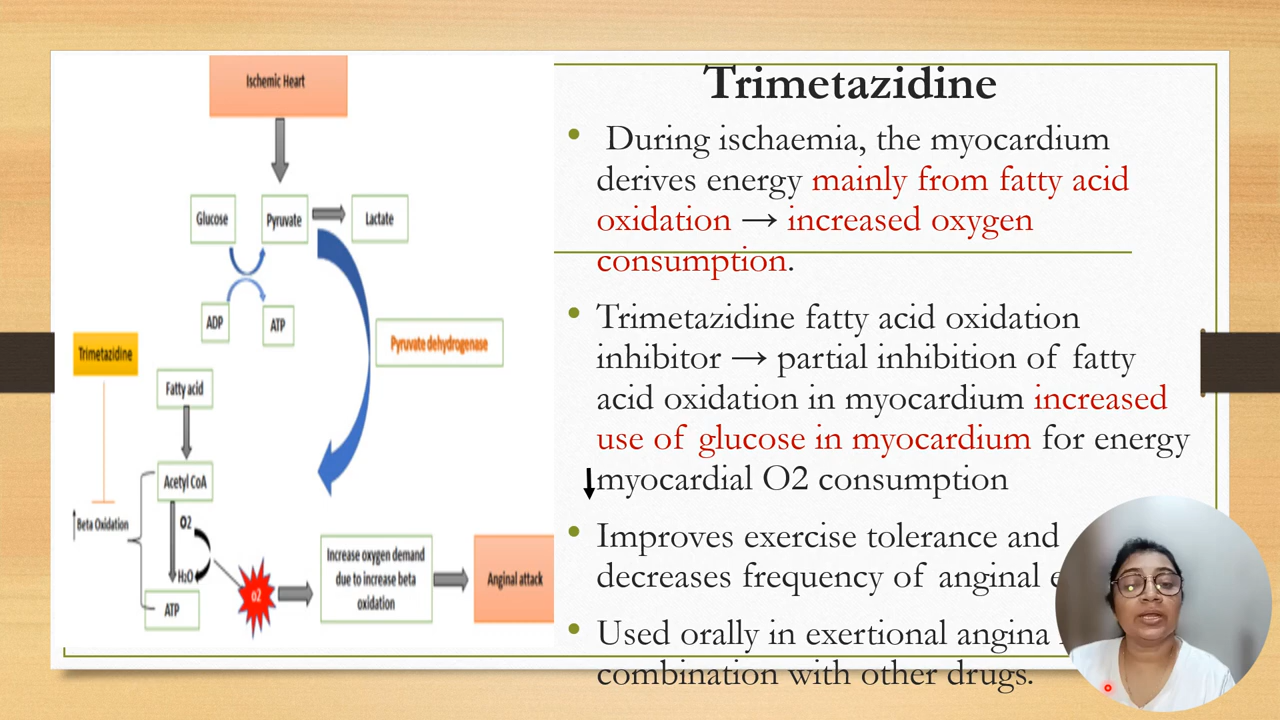 Ischemic Heart
Glucose
Pyruvate
Lactate
ADP
ATP
Pyruvate dehydrogenase
Trimetazidine
Fatty acid
Acetyl CoA
Beta Oxidation
O2
H2O
ATP
o2
Increase oxygen demand
due to increase beta
oxidation
Anginal attack
Trimetazidine
• During ischaemia, the myocardium
derives energy mainly from fatty acid
oxidation → increased oxygen
consumption.
• Trimetazidine fatty acid oxidation
inhibitor → partial inhibition of fatty
acid oxidation in myocardium increased
use of glucose in myocardium for energy
↓myocardial O2 consumption
• Improves exercise tolerance and
decreases frequency of anginal
• Used orally in exertional angina
combination with other drugs.